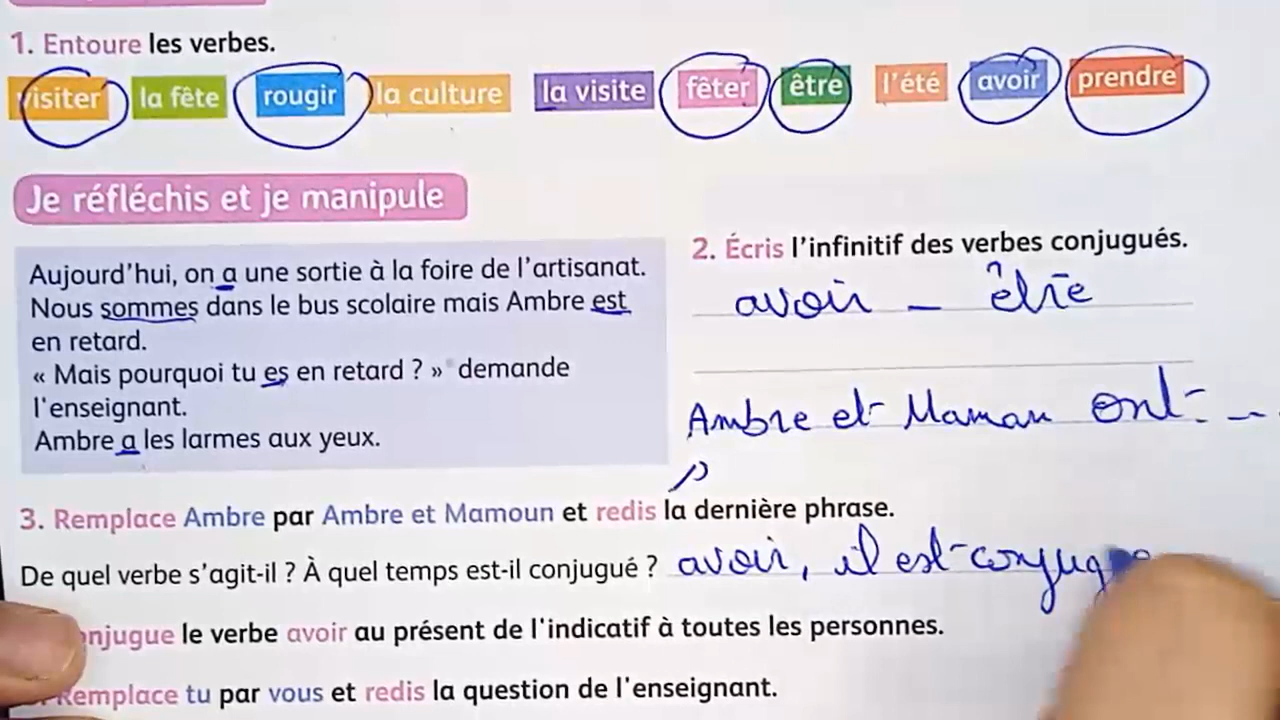 1. Entoure les verbes.
visiter la fête rougir la culture la visite fêter être l'été avoir prendre
Je réfléchis et je manipule
Aujourd'hui, on a une sortie à la foire de l'artisanat.
Nous sommes dans le bus scolaire mais Ambre est
en retard.
« Mais pourquoi tu es en retard ? » demande
l'enseignant.
Ambre a les larmes aux yeux.
2. Écris l'infinitif des verbes conjugués.
avoir - être
Ambre et Maman ont
3. Remplace Ambre par Ambre et Mamoun et redis la dernière phrase.
De quel verbe s'agit-il ? À quel temps est-il conjugué ? avoir, il est conjug
onjugue le verbe avoir au présent de l'indicatif à toutes les personnes.
Remplace tu par vous et redis la question de l'enseignant.